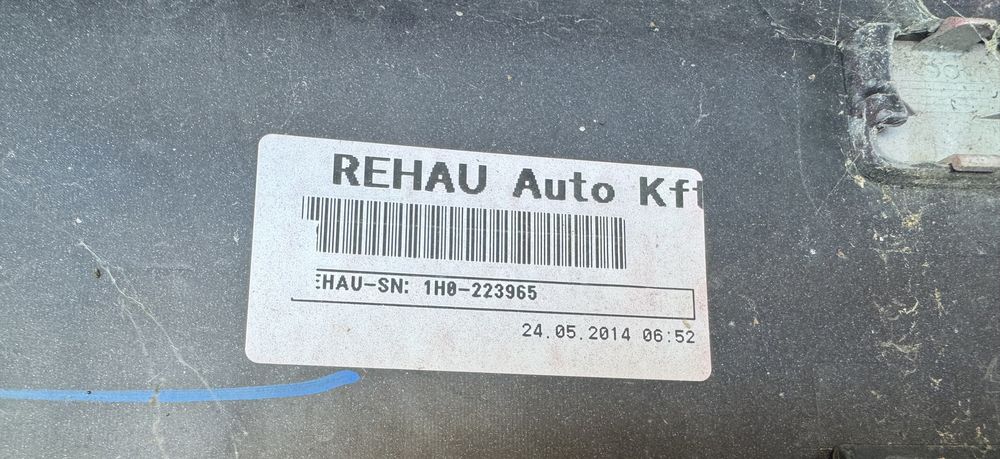 REHAU Auto Kft
EHAU-SN: 1H0-223965
24.05.2014 06:52